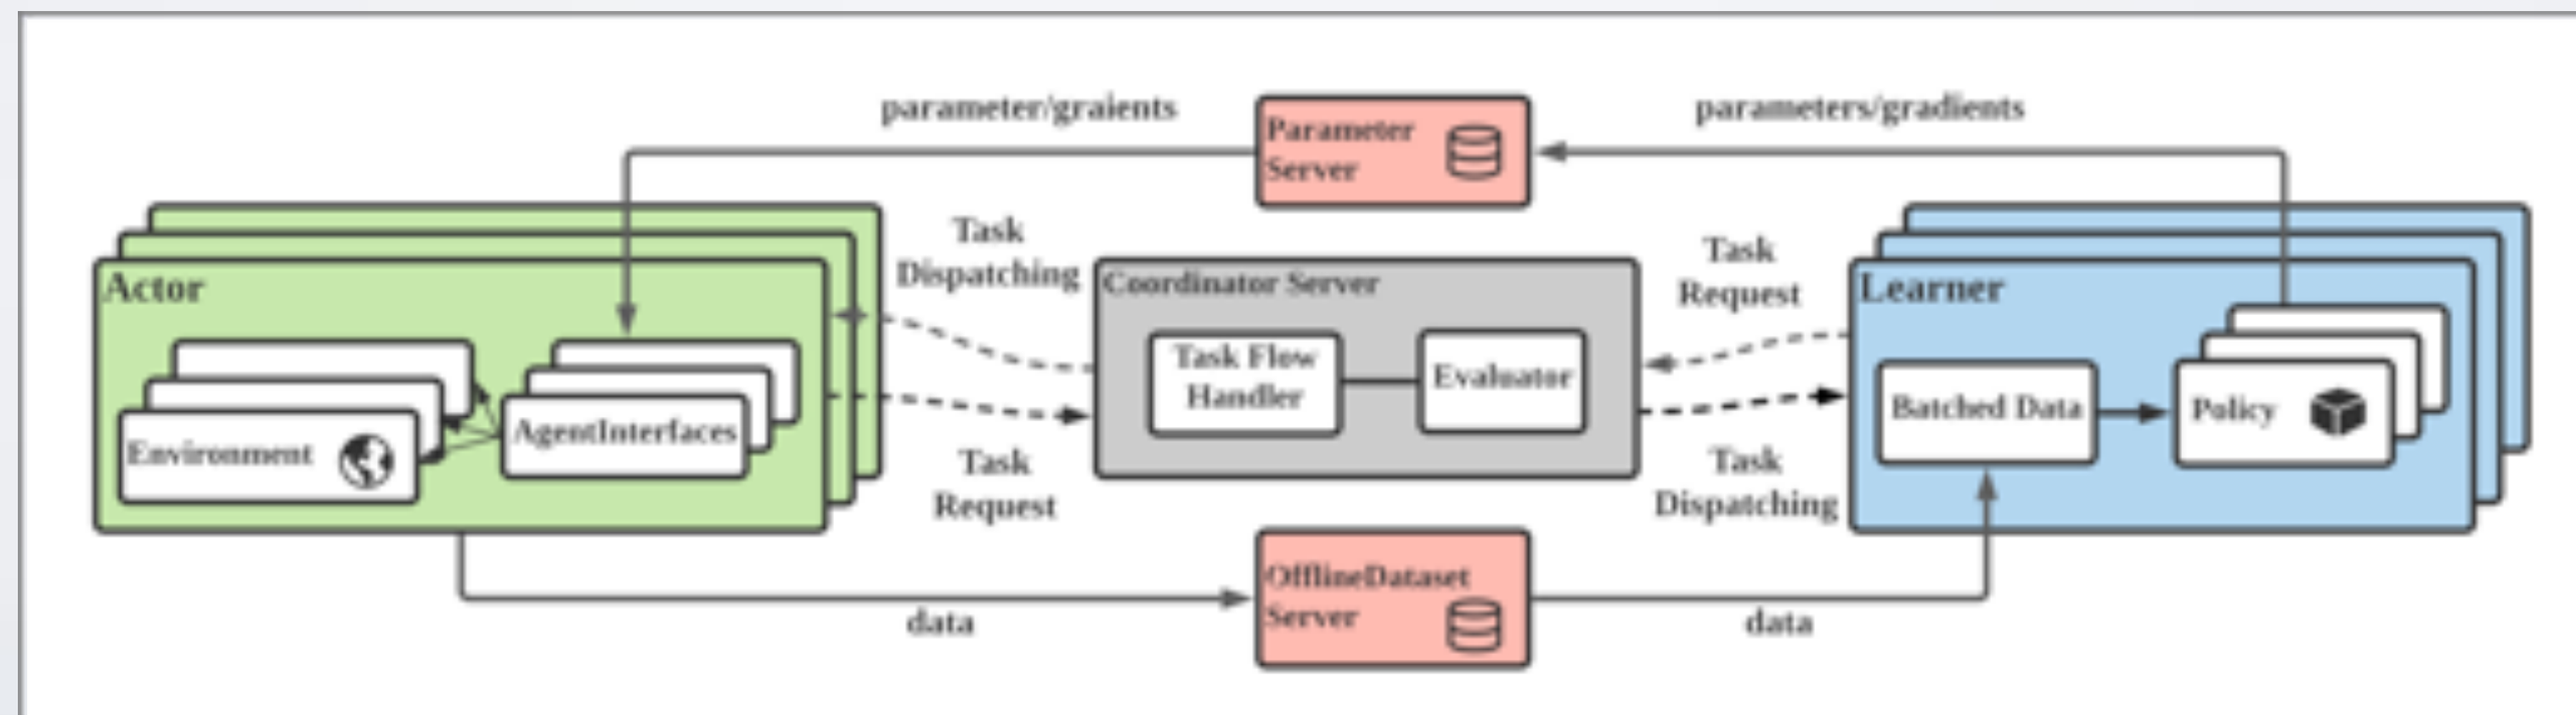 parameter/graients
Parameter
Server
parameters/gradients
Actor
Environment
AgentInterfaces
Task
Dispatching
Task
Request
Coordinator Server
Task Flow
Handler
Evaluator
Task
Request
Task
Dispatching
Learner
Batched Data
Policy
data
OfflineDataset
Server
data